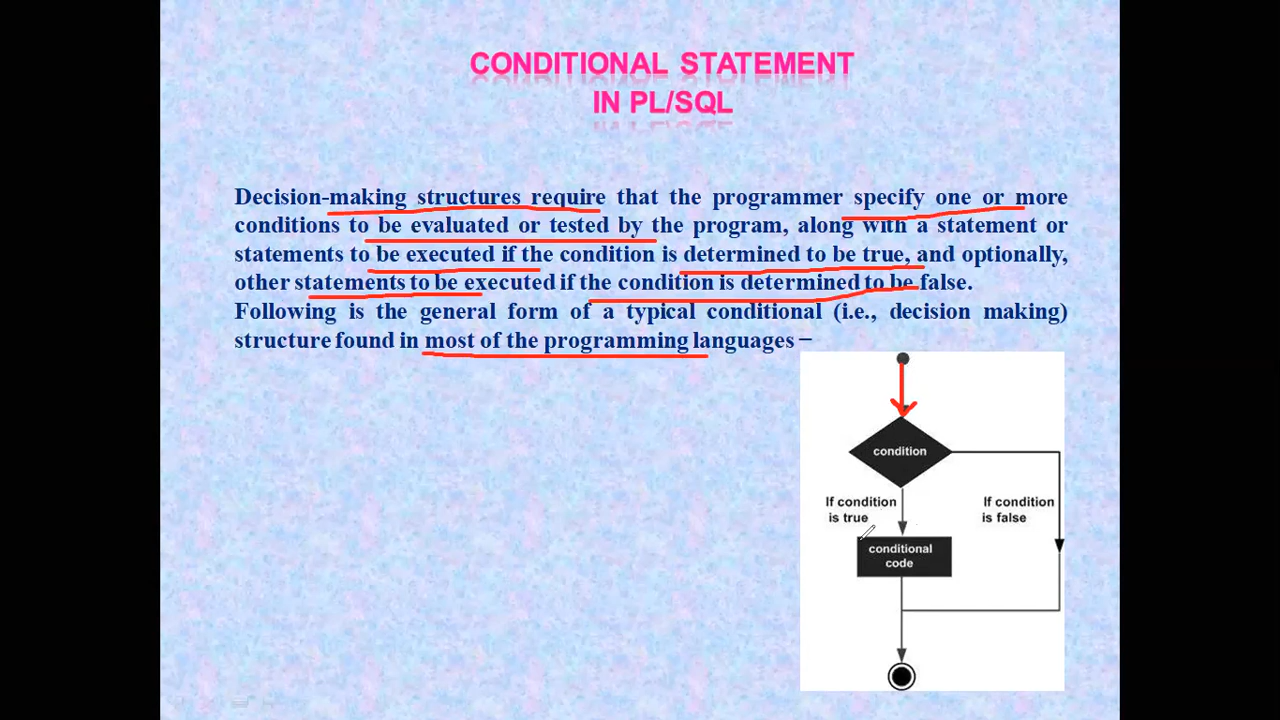 CONDITIONAL STATEMENT
IN PL/SQL
Decision-making structures require that the programmer specify one or more
conditions to be evaluated or tested by the program, along with a statement or
statements to be executed if the condition is determined to be true, and optionally,
other statements to be executed if the condition is determined to be false.
Following is the general form of a typical conditional (i.e., decision making)
structure found in most of the programming languages −
condition
If condition
is true
If condition
is false
conditional
code